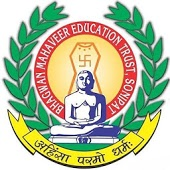 BHAGWAN MAHAVEER EDUCATION TRUST, SONIPAT
अहिंसा परमो धर्मः